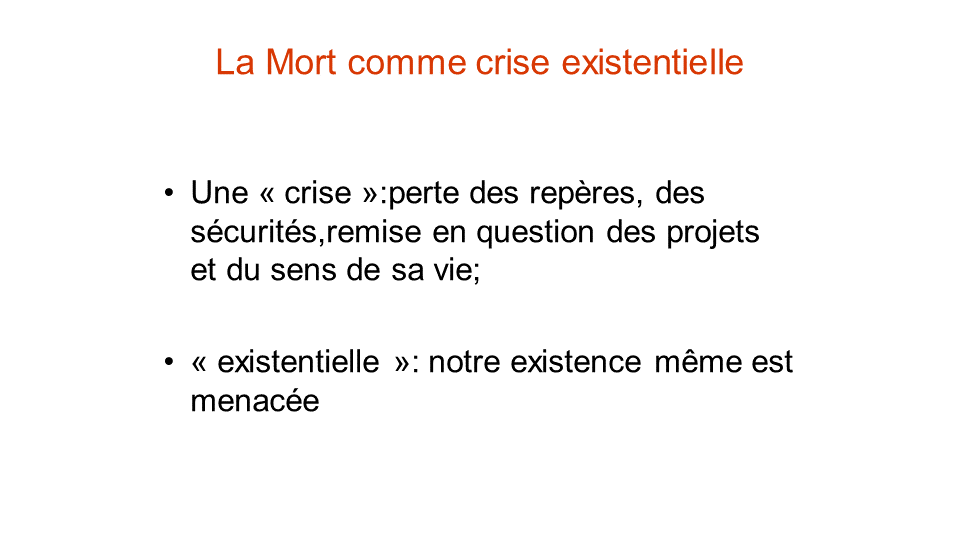 La Mort comme crise existentielle
• Une « crise »:perte des repères, des
sécurités,remise en question des projets
et du sens de sa vie;
• « existentielle »: notre existence même est
menacée